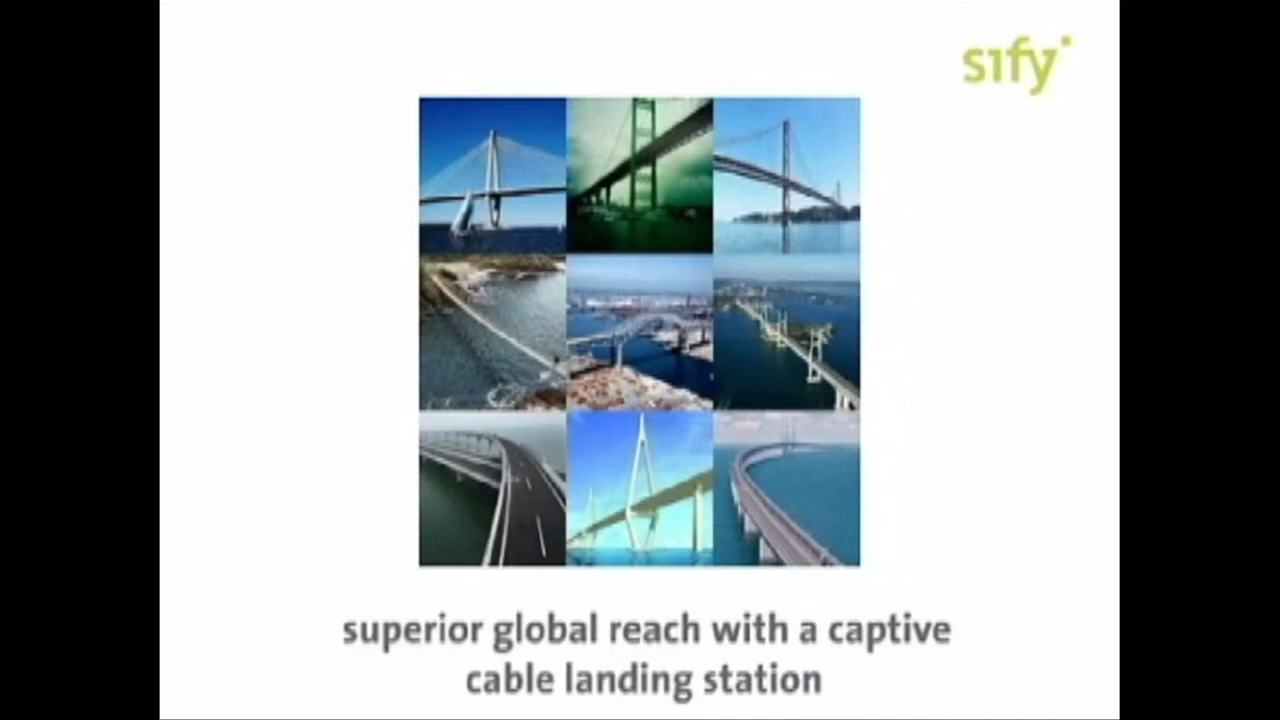 sify
superior global reach with a captive
cable landing station